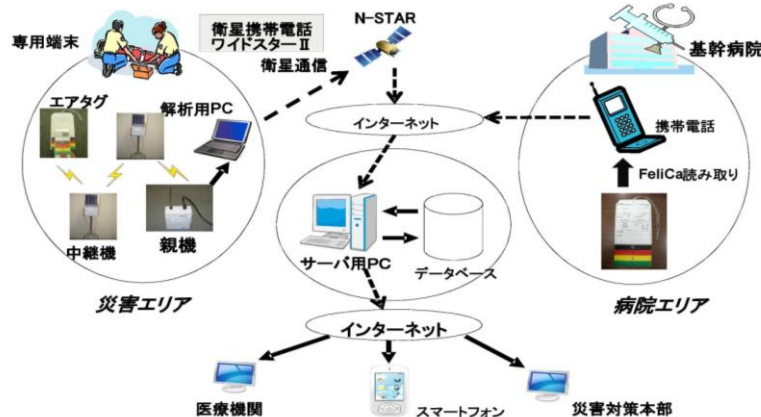 専用端末
衛星携帯電話
ワイドスターⅡ
衛星通信
N-STAR
基幹病院
エアタグ
解析用PC
インターネット
携帯電話
FeliCa読み取り
中継機
親機
サーバ用PC
データベース
災害エリア
病院エリア
インターネット
医療機関
スマートフォン
災害対策本部